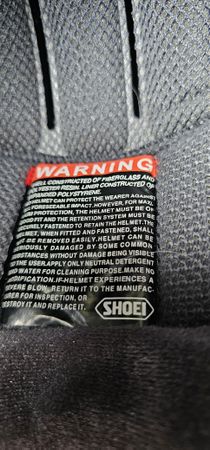 WARNING
SHELL CONSTRUCTED OF FIBERGLASS AND
POLYESTER RESIN. LINER CONSTRUCTED OF
EXPANDED POLYSTYRENE.
HELMET CAN PROTECT THE WEARER AGAINST
FORESEEABLE IMPACT. HOWEVER, FOR MAXI
PROTECTION, THE HELMET MUST BE OF
FIT AND THE RETENTION SYSTEM MUST BE
SECURELY FASTENED TO RETAIN THE HELMET. THIS
HELMET, WHEN FITTED AND FASTENED, SHALL
NOT BE REMOVED EASILY. HELMET CAN BE
SERIOUSLY DAMAGED BY SOME COMMON
SUBSTANCES WITHOUT DAMAGE BEING VISIBLE
TO THE USER. APPLY ONLY NEUTRAL DETERGENT
AND WATER FOR CLEANING PURPOSE. MAKE NO
MODIFICATION. IF HELMET EXPERIENCES A
SEVERE BLOW, RETURN IT TO THE MANUFAC-
TURER FOR INSPECTION, OR
DESTROY IT AND REPLACE IT.
SHOEI